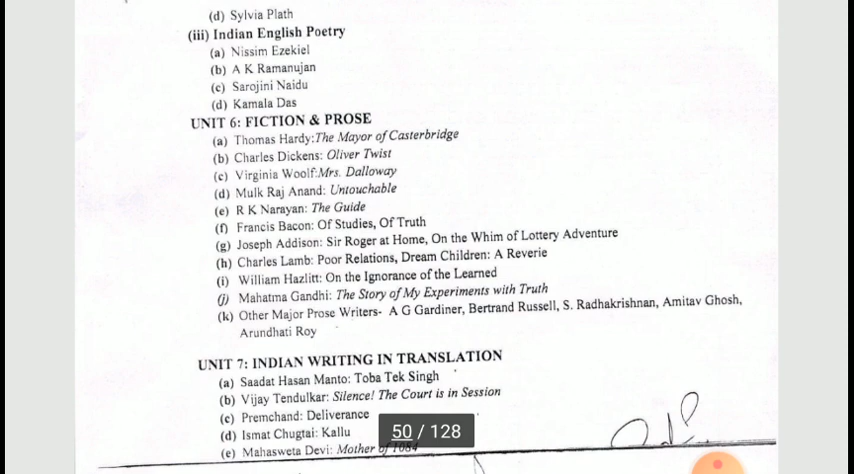 (d) Sylvia Plath
(iii) Indian English Poetry
(a) Nissim Ezekiel
(b) A K Ramanujan
(c) Sarojini Naidu
(d) Kamala Das
UNIT 6: FICTION & PROSE
(a) Thomas Hardy:The Mayor of Casterbridge
(b) Charles Dickens: Oliver Twist
(c) Virginia Woolf:Mrs. Dalloway
(d) Mulk Raj Anand: Untouchable
(e) R K Narayan: The Guide
(f) Francis Bacon: Of Studies, Of Truth
(g) Joseph Addison: Sir Roger at Home, On the Whim of Lottery Adventure
(h) Charles Lamb: Poor Relations, Dream Children: A Reverie
(i) William Hazlitt: On the Ignorance of the Learned
(j) Mahatma Gandhi: The Story of My Experiments with Truth
(k) Other Major Prose Writers- A G Gardiner, Bertrand Russell, S. Radhakrishnan, Amitav Ghosh,
Arundhati Roy
UNIT 7: INDIAN WRITING IN TRANSLATION
(a) Saadat Hasan Manto: Toba Tek Singh
(b) Vijay Tendulkar: Silence! The Court is in Session
(c) Premchand: Deliverance
(d) Ismat Chugtai: Kallu
(e) Mahasweta Devi: Mother of 1084
50 / 128